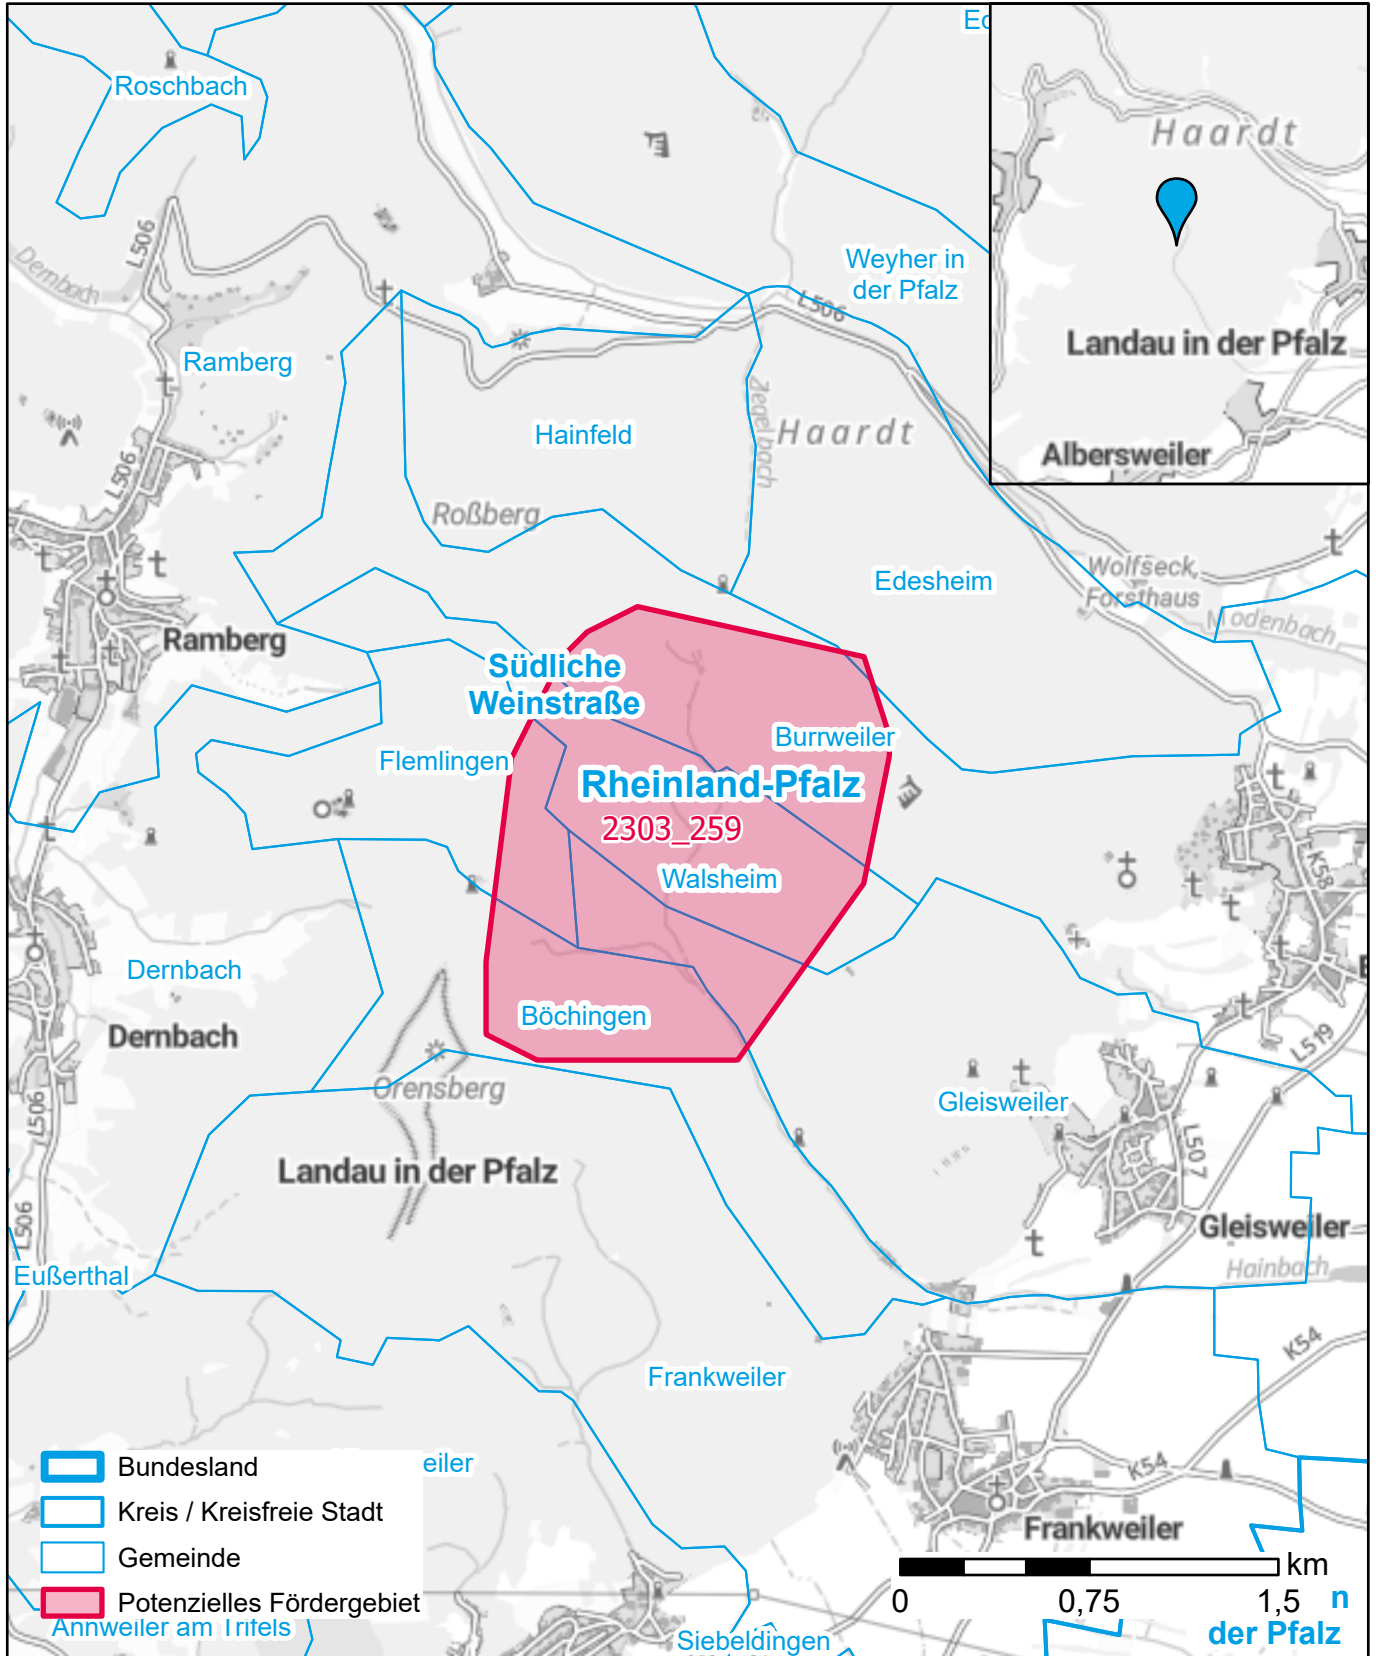 Roschbach
Haardt
Landau in der Pfalz
Albersweiler
L506
Dernbach
Weyher in
der Pfalz
L506
Ramberg
Hainfeld
Zegelbach
Haardt
L506
Roßberg
Edesheim
Wolfseck,
Forsthaus
Modenbach
Ramberg
Südliche
Weinstraße
Burrweiler
Flemlingen
Rheinland-Pfalz
2303_259
Walsheim
K58
Dernbach
Böchingen
Dernbach
L519
Orensberg
Gleisweiler
L506
L507
Landau in der Pfalz
L506
Gleisweiler
Hainbach
Eußerthal
K54
Frankweiler
eiler
K54
Frankweiler
Bundesland
Kreis / Kreisfreie Stadt
Gemeinde
Potenzielles Fördergebiet
km
0
0,75
1,5
n
der Pfalz
Annweiler am Trifels
Siebeldingen